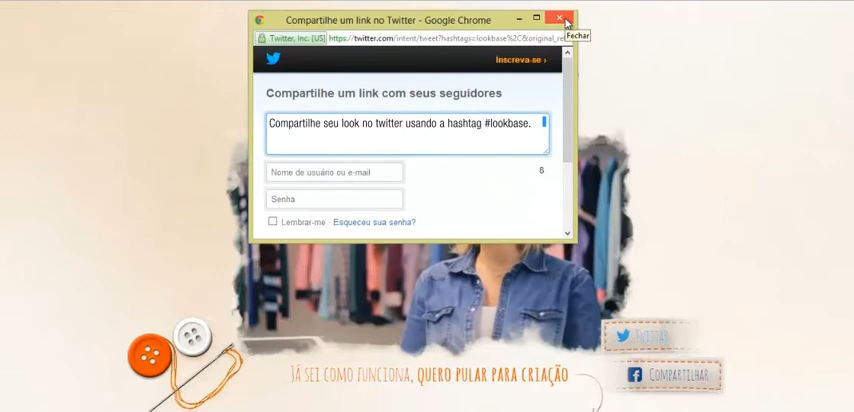 Compartilhe um link no Twitter - Google Chrome
Fechar
Twitter, Inc. [US] https://twitter.com/intent/tweet?hashtags=lookbase%2C&original_re
Inscreva-se ›
Compartilhe um link com seus seguidores
Compartilhe seu look no twitter usando a hashtag #lookbase.
Nome de usuário ou e-mail
8
Senha
Lembrar-me · Esqueceu sua senha?
TWITTAR
JÁ SEI COMO FUNCIONA, QUERO PULAR PARA CRIAÇÃO
COMPARTILHAR